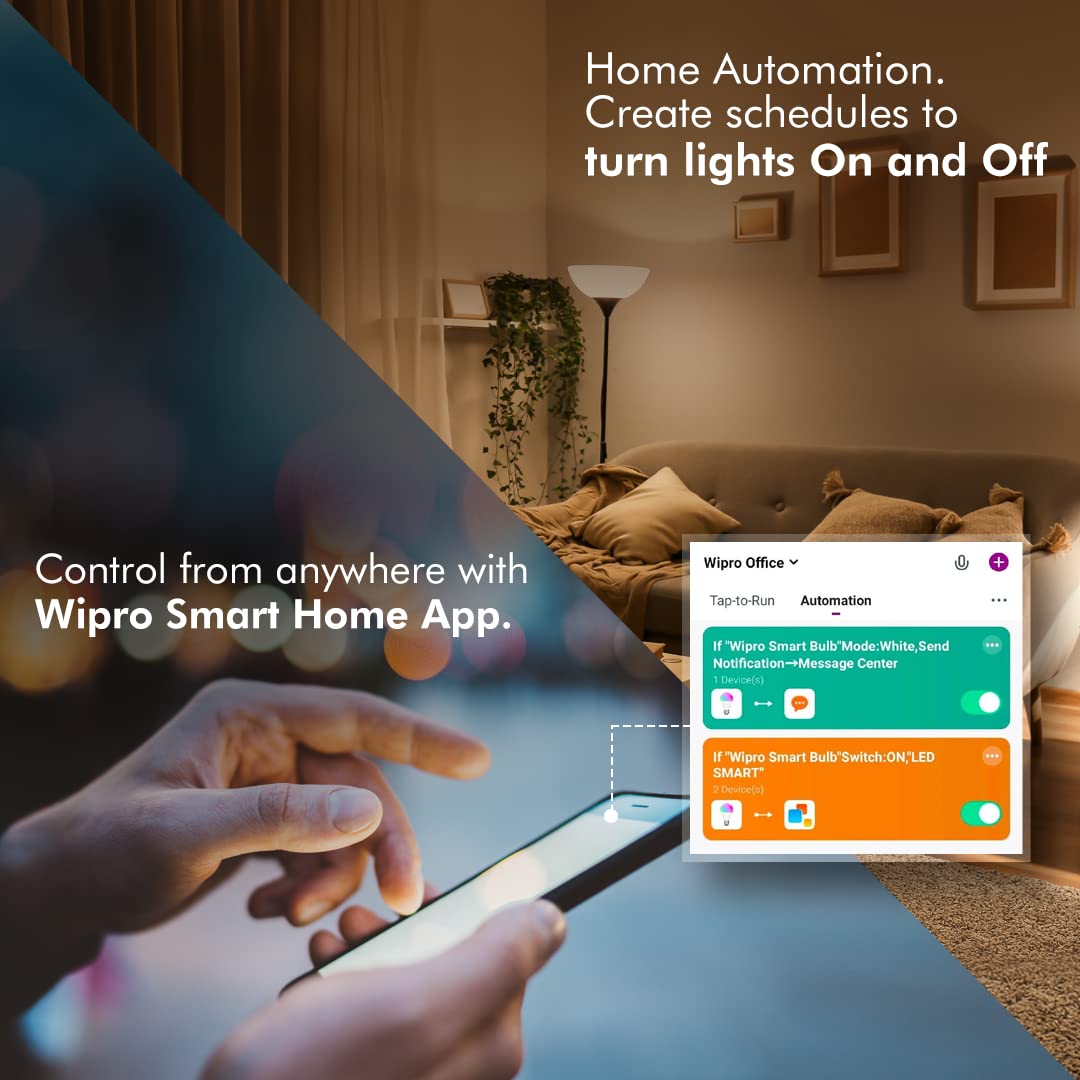 Home Automation.
Create schedules to
turn lights On and Off
Control from anywhere with
Wipro Smart Home App.
Wipro Office
Tap-to-Run
Automation
If "Wipro Smart Bulb"Mode:White,Send
Notification→Message Center
1 Device(s)
If "Wipro Smart Bulb"Switch:ON,"LED
SMART"
2 Device(s)